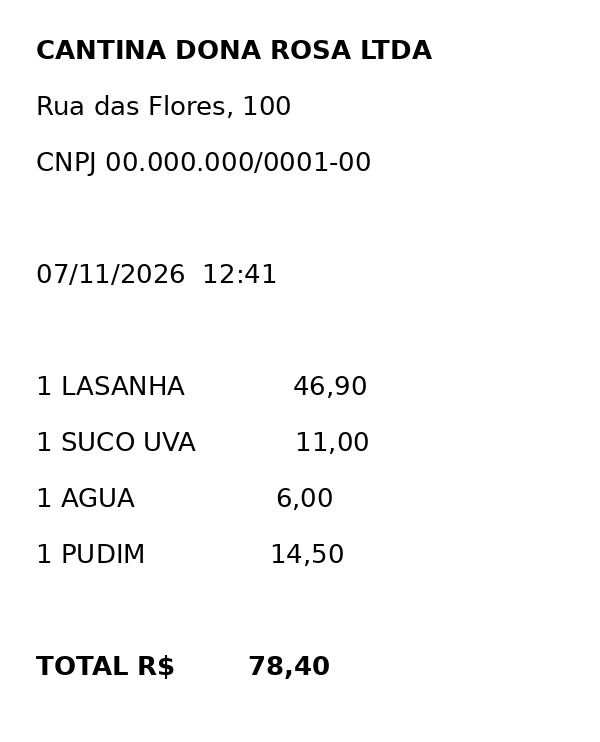 CANTINA DONA ROSA LTDA
Rua das Flores, 100
CNPJ 00.000.000/0001-00
07/11/2026  12:41
1 LASANHA 46,90
1 SUCO UVA 11,00
1 AGUA 6,00
1 PUDIM 14,50
TOTAL R$ 78,40